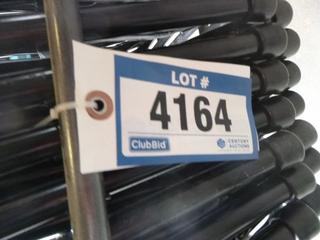 LOT #
4164
ClubBid
CENTURY
AUCTIONS